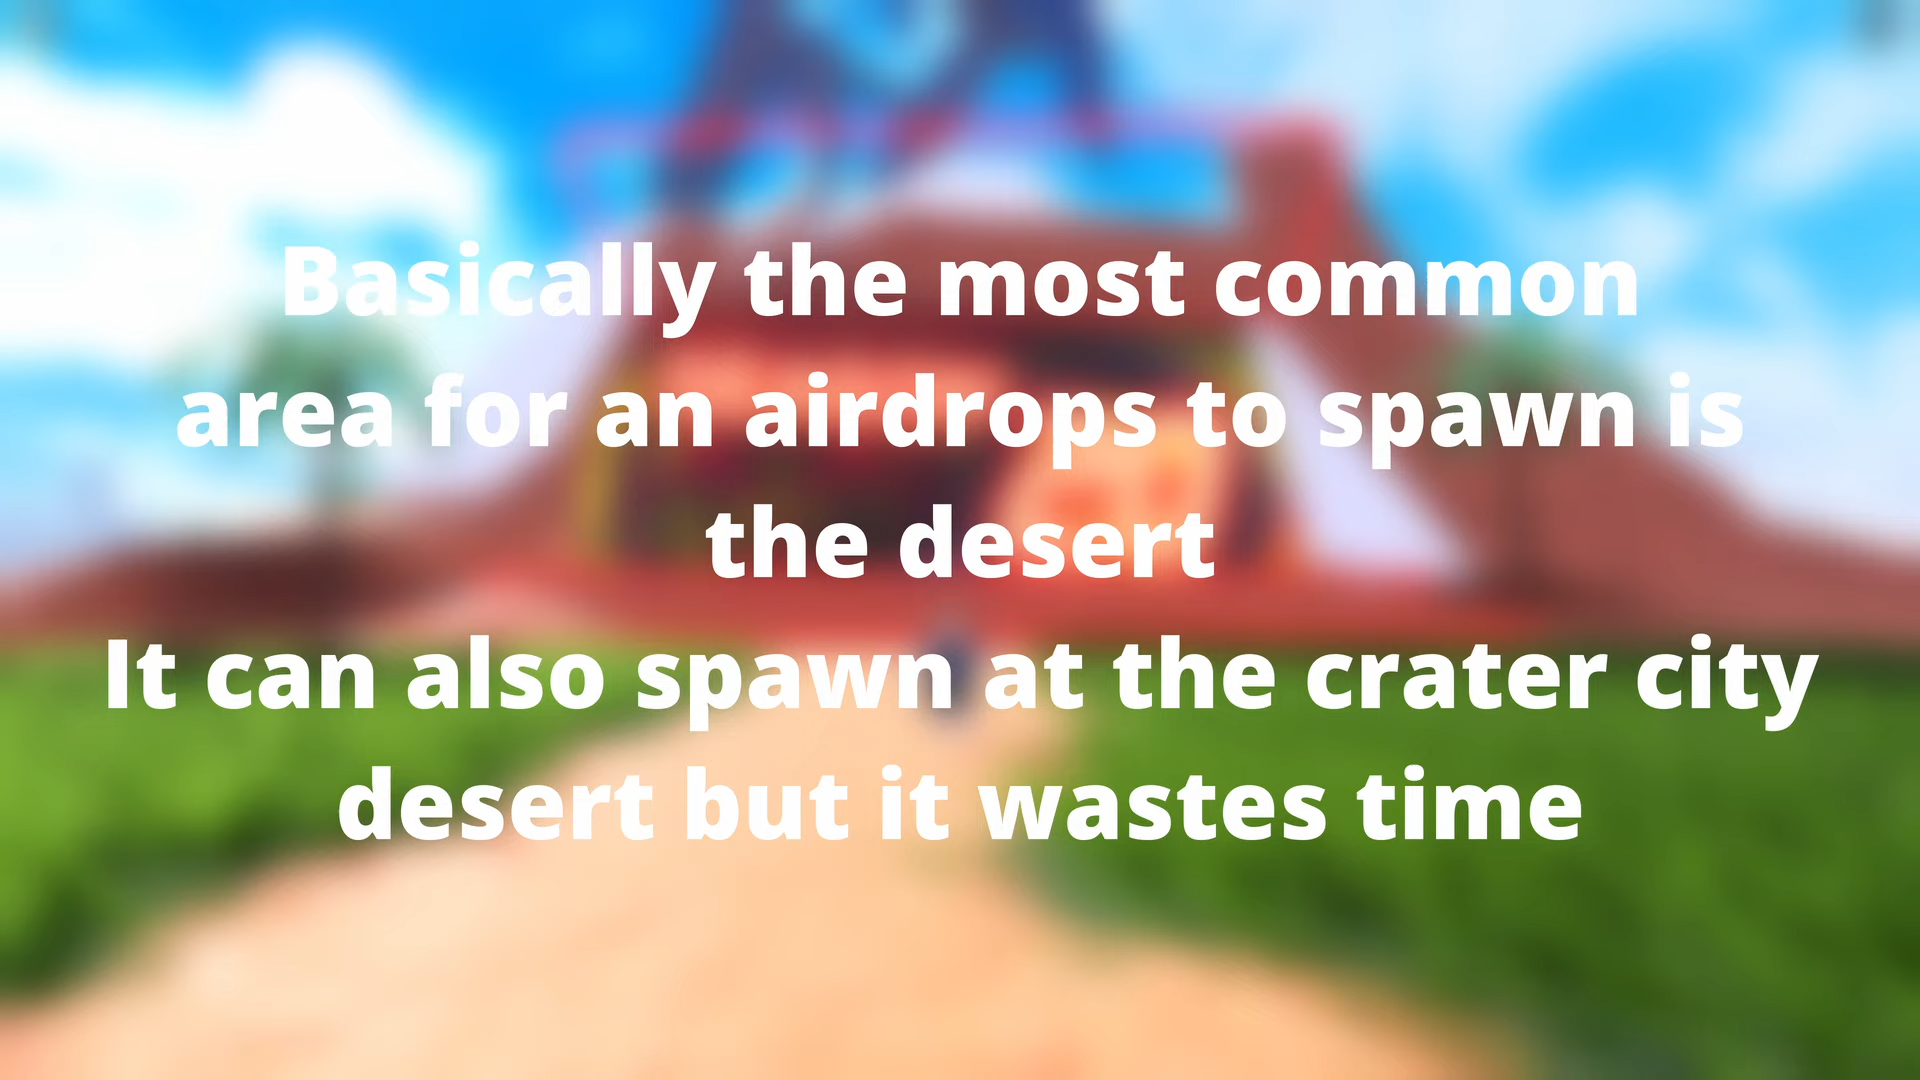 Basically the most common
area for an airdrops to spawn is
the desert
It can also spawn at the crater city
desert but it wastes time